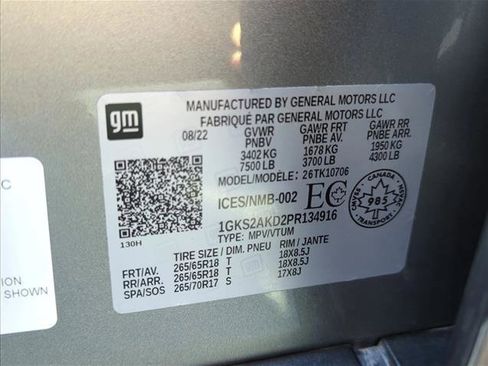 gm
MANUFACTURED BY GENERAL MOTORS LLC
FABRIQUÉ PAR GENERAL MOTORS LLC
08/22 GVWR GAWR FRT GAWR RR
PNBV PNBE AV. PNBE ARR.
3402 KG 1678 KG 1950 KG
7500 LB 3700 LB 4300 LB
MODEL/MODÈLE: 26TK10706
ICES/NMB-002 EC
CANADA
985
1GKS2AKD2PR134916
TYPE: MPV/VTUM
130H
TIRE SIZE / DIM. PNEU RIM / JANTE
FRT/AV. 265/65R18 T 18X8.5J
RR/ARR. 265/65R18 T 18X8.5J
SPA/SOS 265/70R17 S 17X8J
C
ION
SHOWN